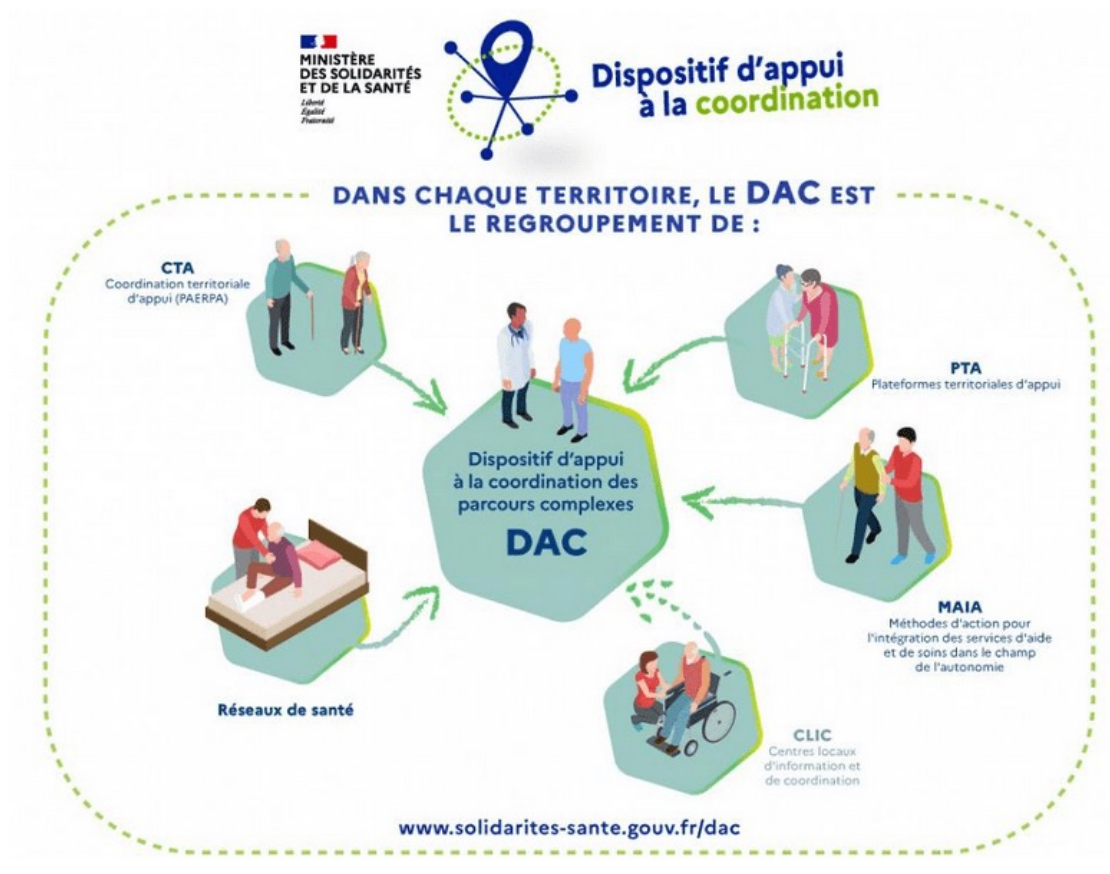 MINISTÈRE
DES SOLIDARITÉS
ET DE LA SANTÉ
Liberté
Égalité
Fraternité
Dispositif d'appui
à la coordination
DANS CHAQUE TERRITOIRE, LE DAC EST
LE REGROUPEMENT DE :
CTA
Coordination territoriale
d'appui (PAERPA)
PTA
Plateformes territoriales d'appui
Dispositif d'appui
à la coordination des
parcours complexes
DAC
MAIA
Méthodes d'action pour
l'intégration des services d'aide
et de soins dans le champ
de l'autonomie
Réseaux de santé
CLIC
Centres locaux
d'information et
de coordination
www.solidarites-sante.gouv.fr/dac